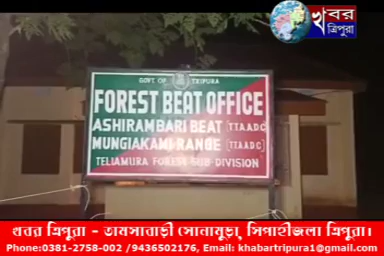 খবর
ত্রিপুরা
GOVT OF TRIPURA
FOREST BEAT OFFICE
ASHIRAMBARI BEAT (TTAADC)
MUNGIAKAMI RANGE (TTAADC)
TELIAMURA FOREST SUB-DIVISION
খবর ত্রিপুরা - তামসাবাড়ী সোনামুড়া, সিপাহীজলা ত্রিপুরা।
Phone:0381-2758-002 /9436502176, Email: khabartripura1@gmail.com